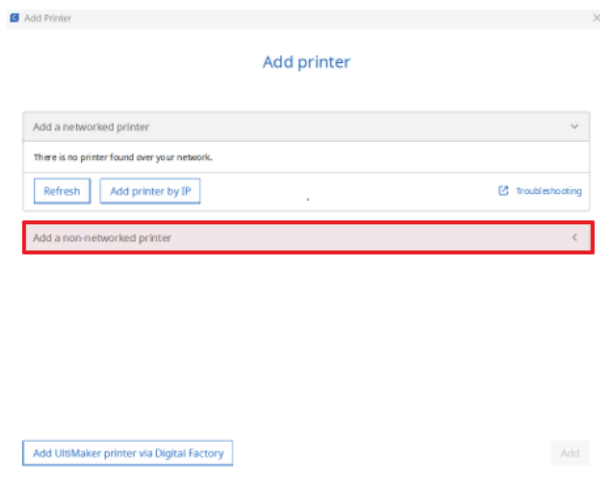 Add Printer
Add printer
Add a networked printer
There is no printer found over your network.
Refresh
Add printer by IP
Troubleshooting
Add a non-networked printer
Add UltiMaker printer via Digital Factory
Add